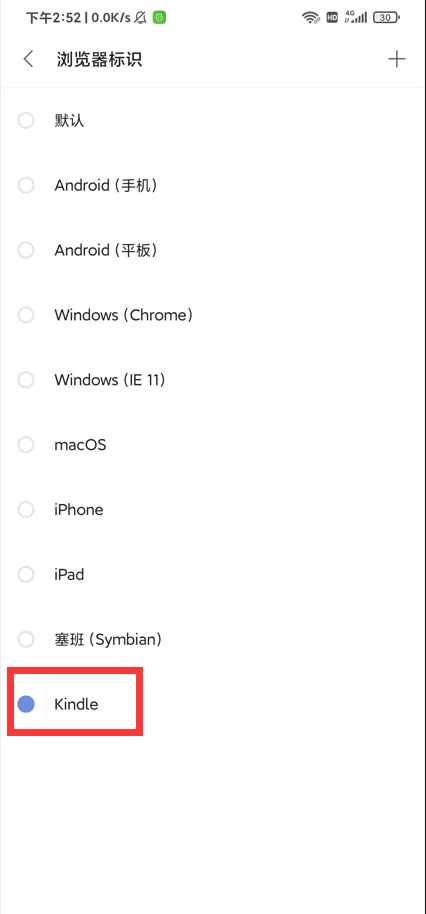 下午2:52 | 0.0K/s
HD 4G 30
浏览器标识
默认
Android (手机)
Android (平板)
Windows (Chrome)
Windows (IE 11)
macOS
iPhone
iPad
塞班 (Symbian)
Kindle